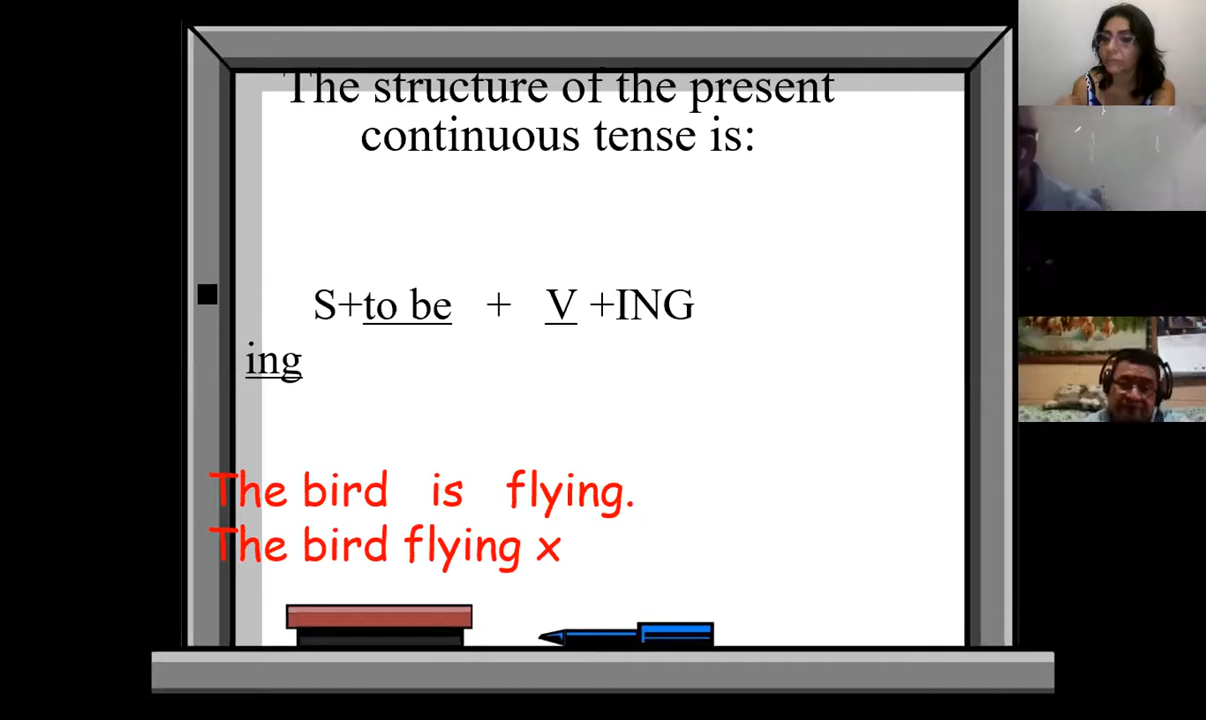 The structure of the present
continuous tense is:
S+to be + V +ING
ing
The bird is flying.
The bird flying x